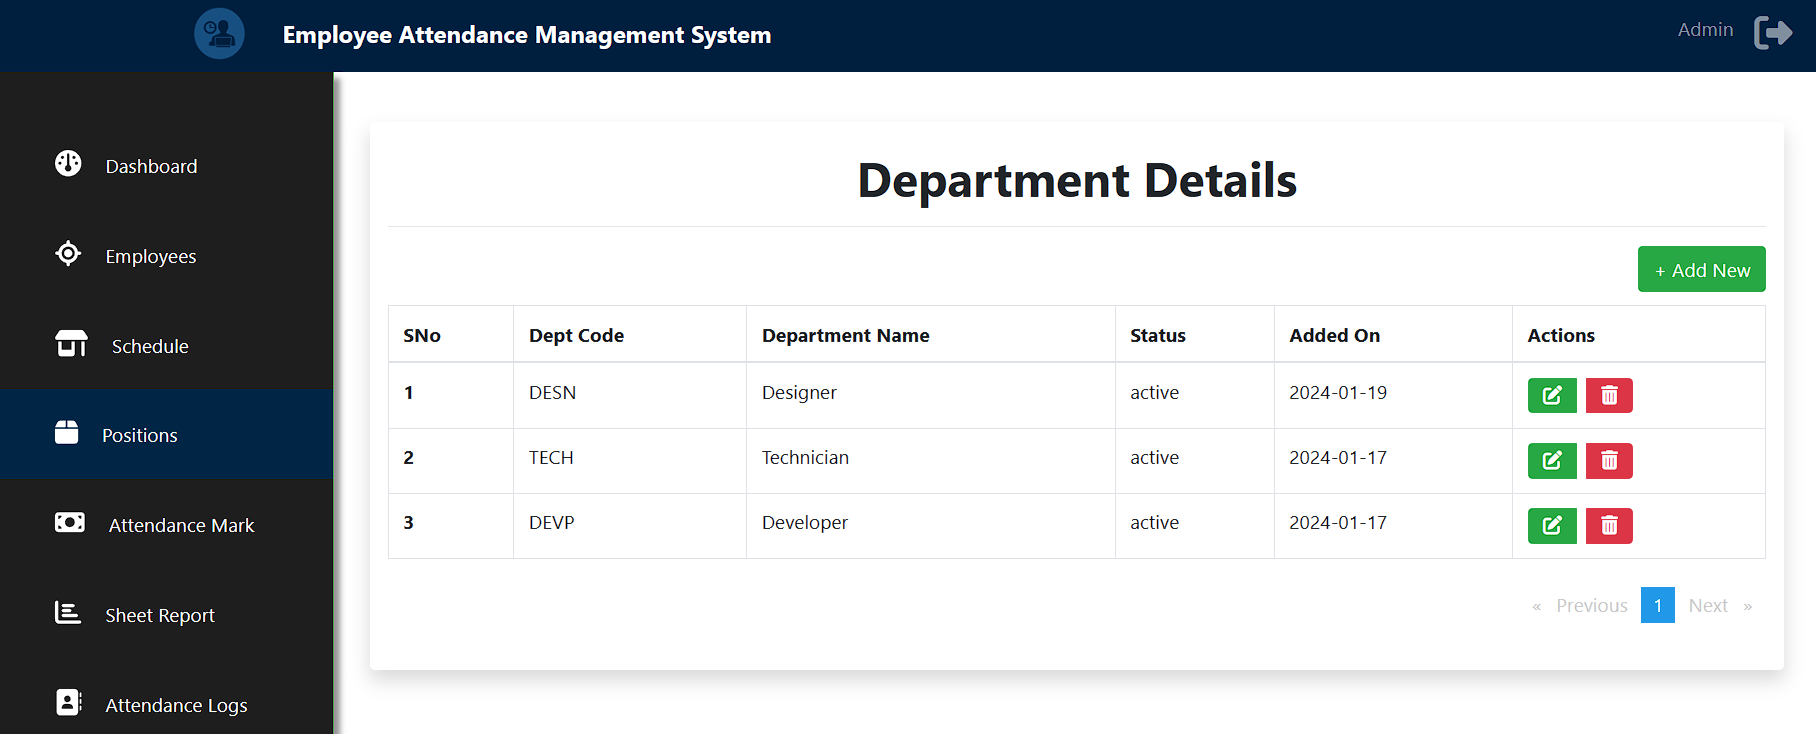 Employee Attendance Management System
Admin
Dashboard
Employees
Schedule
Positions
Attendance Mark
Sheet Report
Attendance Logs
Department Details
+ Add New
SNo Dept Code Department Name Status Added On Actions
1 DESN Designer active 2024-01-19
2 TECH Technician active 2024-01-17
3 DEVP Developer active 2024-01-17
« Previous 1 Next »